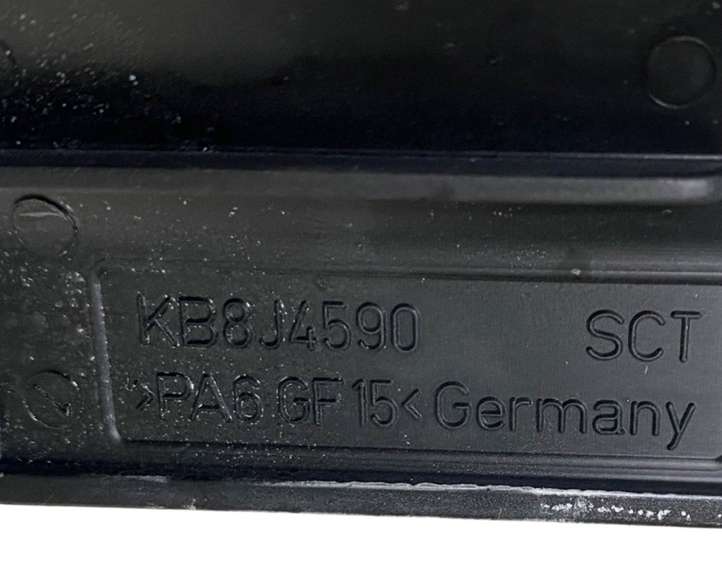 KB8J4590 SCT
>PA6 GF15< Germany